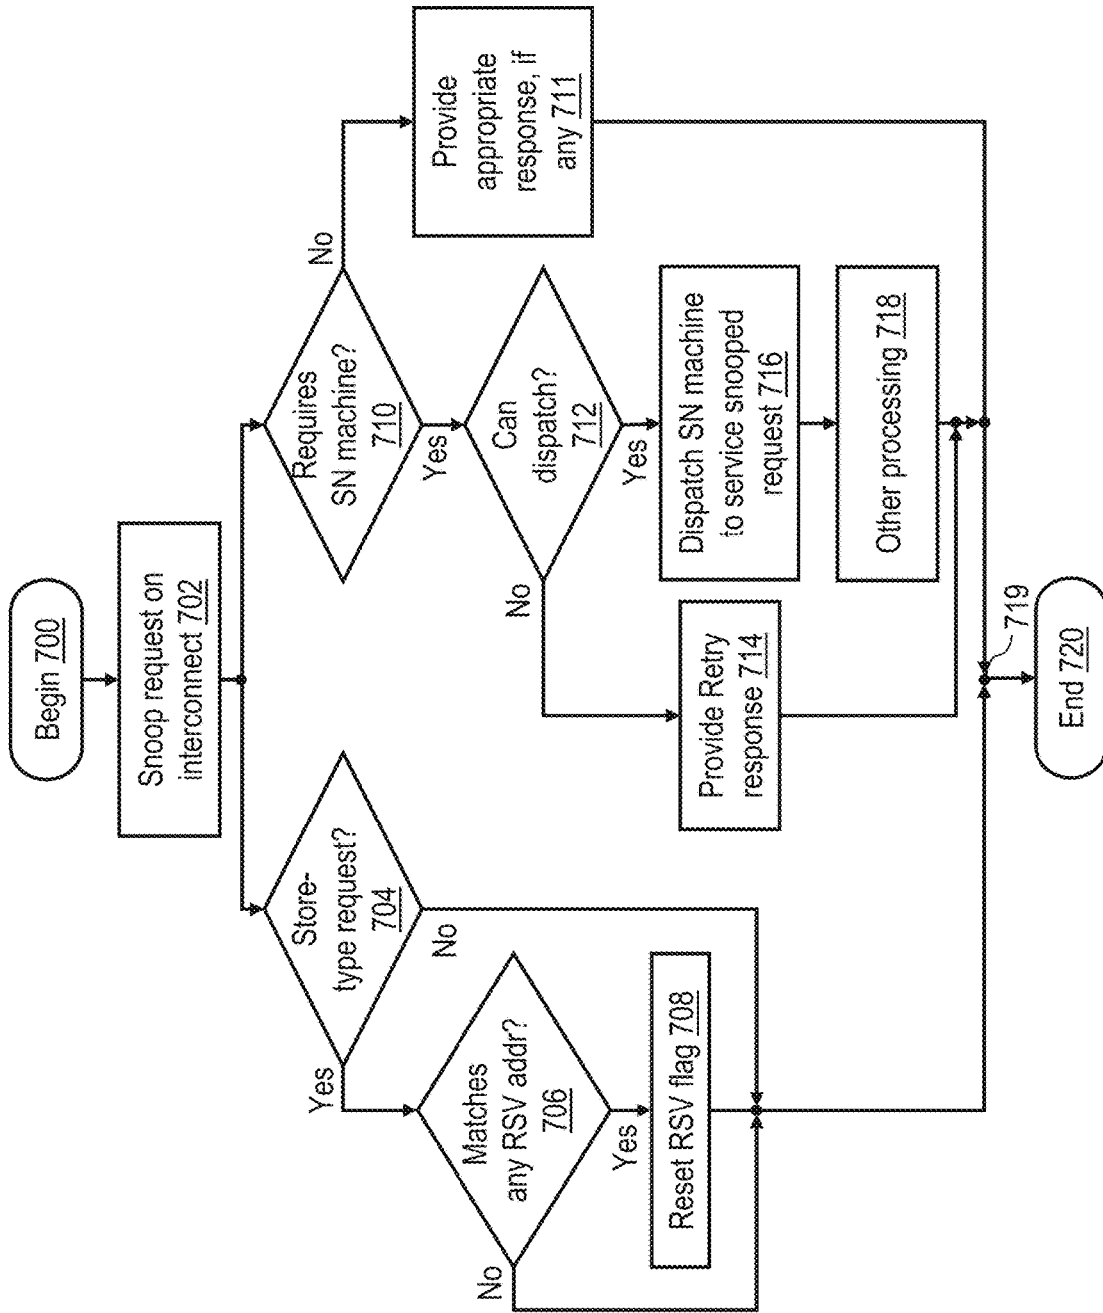 Begin 700
Snoop request on
interconnect 702
Store-
type request?
704
Yes
No
Matches
any RSV addr?
706
No
Yes
Reset RSV flag 708
Requires
SN machine?
710
No
Yes
Provide
appropriate
response, if
any 711
Can
dispatch?
712
No
Yes
Provide Retry
response 714
Dispatch SN machine
to service snooped
request 716
Other processing 718
719
End 720